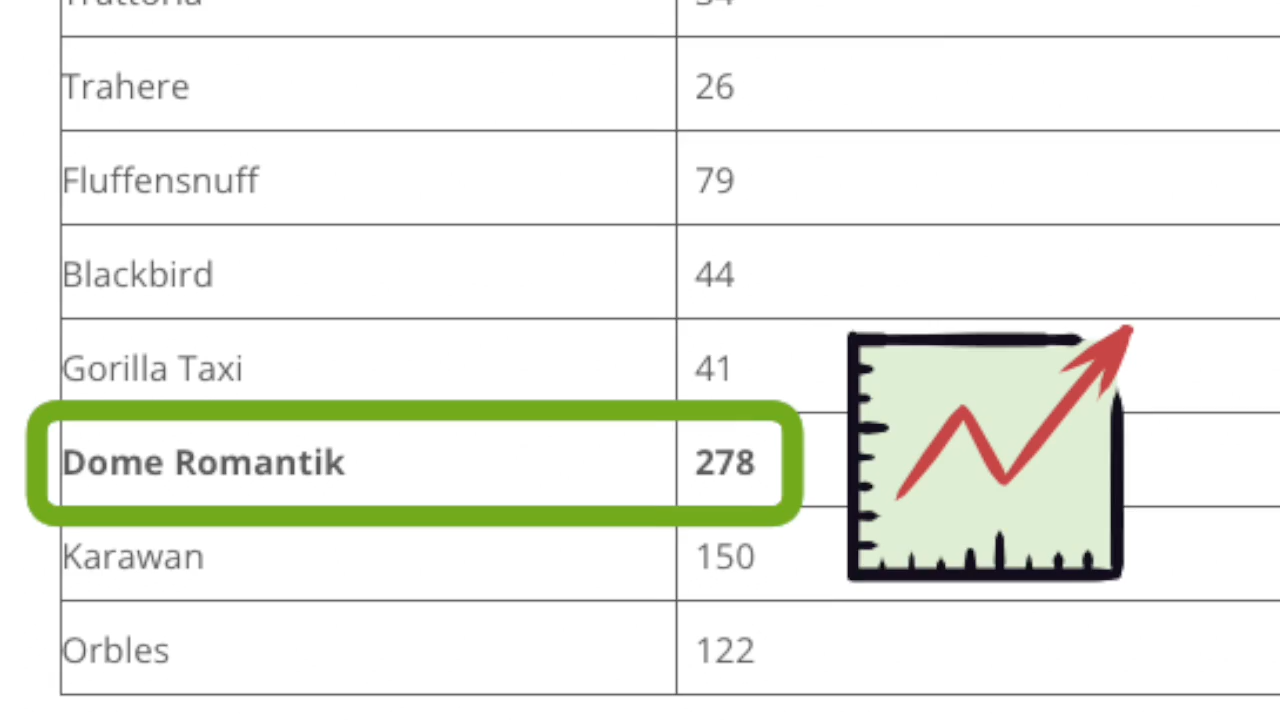 Trahere 26
Fluffensnuff 79
Blackbird 44
Gorilla Taxi 41
Dome Romantik 278
Karawan 150
Orbles 122